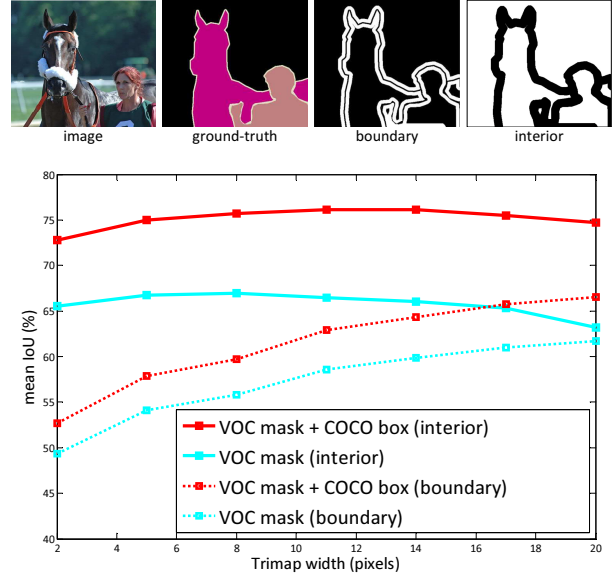 image
ground-truth
boundary
interior
80
75
70
65
60
55
50
45
40
mean IoU (%)
VOC mask + COCO box (interior)
VOC mask (interior)
VOC mask + COCO box (boundary)
VOC mask (boundary)
2 4 6 8 10 12 14 16 18 20
Trimap width (pixels)